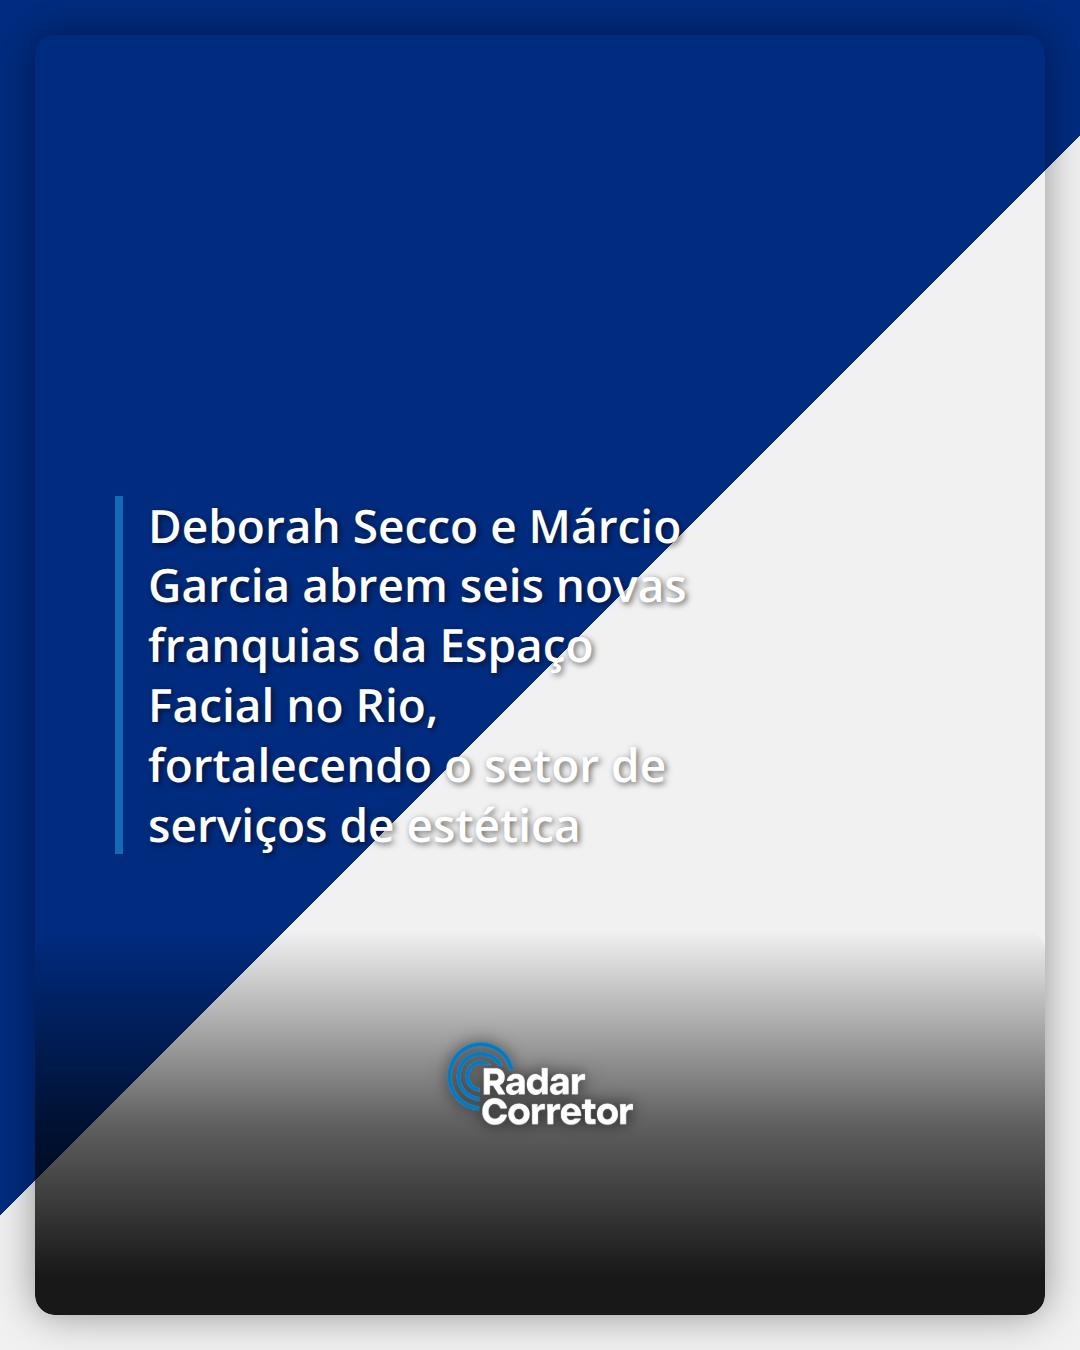 Deborah Secco e Márcio
Garcia abrem seis novas
franquias da Espaço
Facial no Rio,
fortalecendo o setor de
serviços de estética
Radar
Corretor